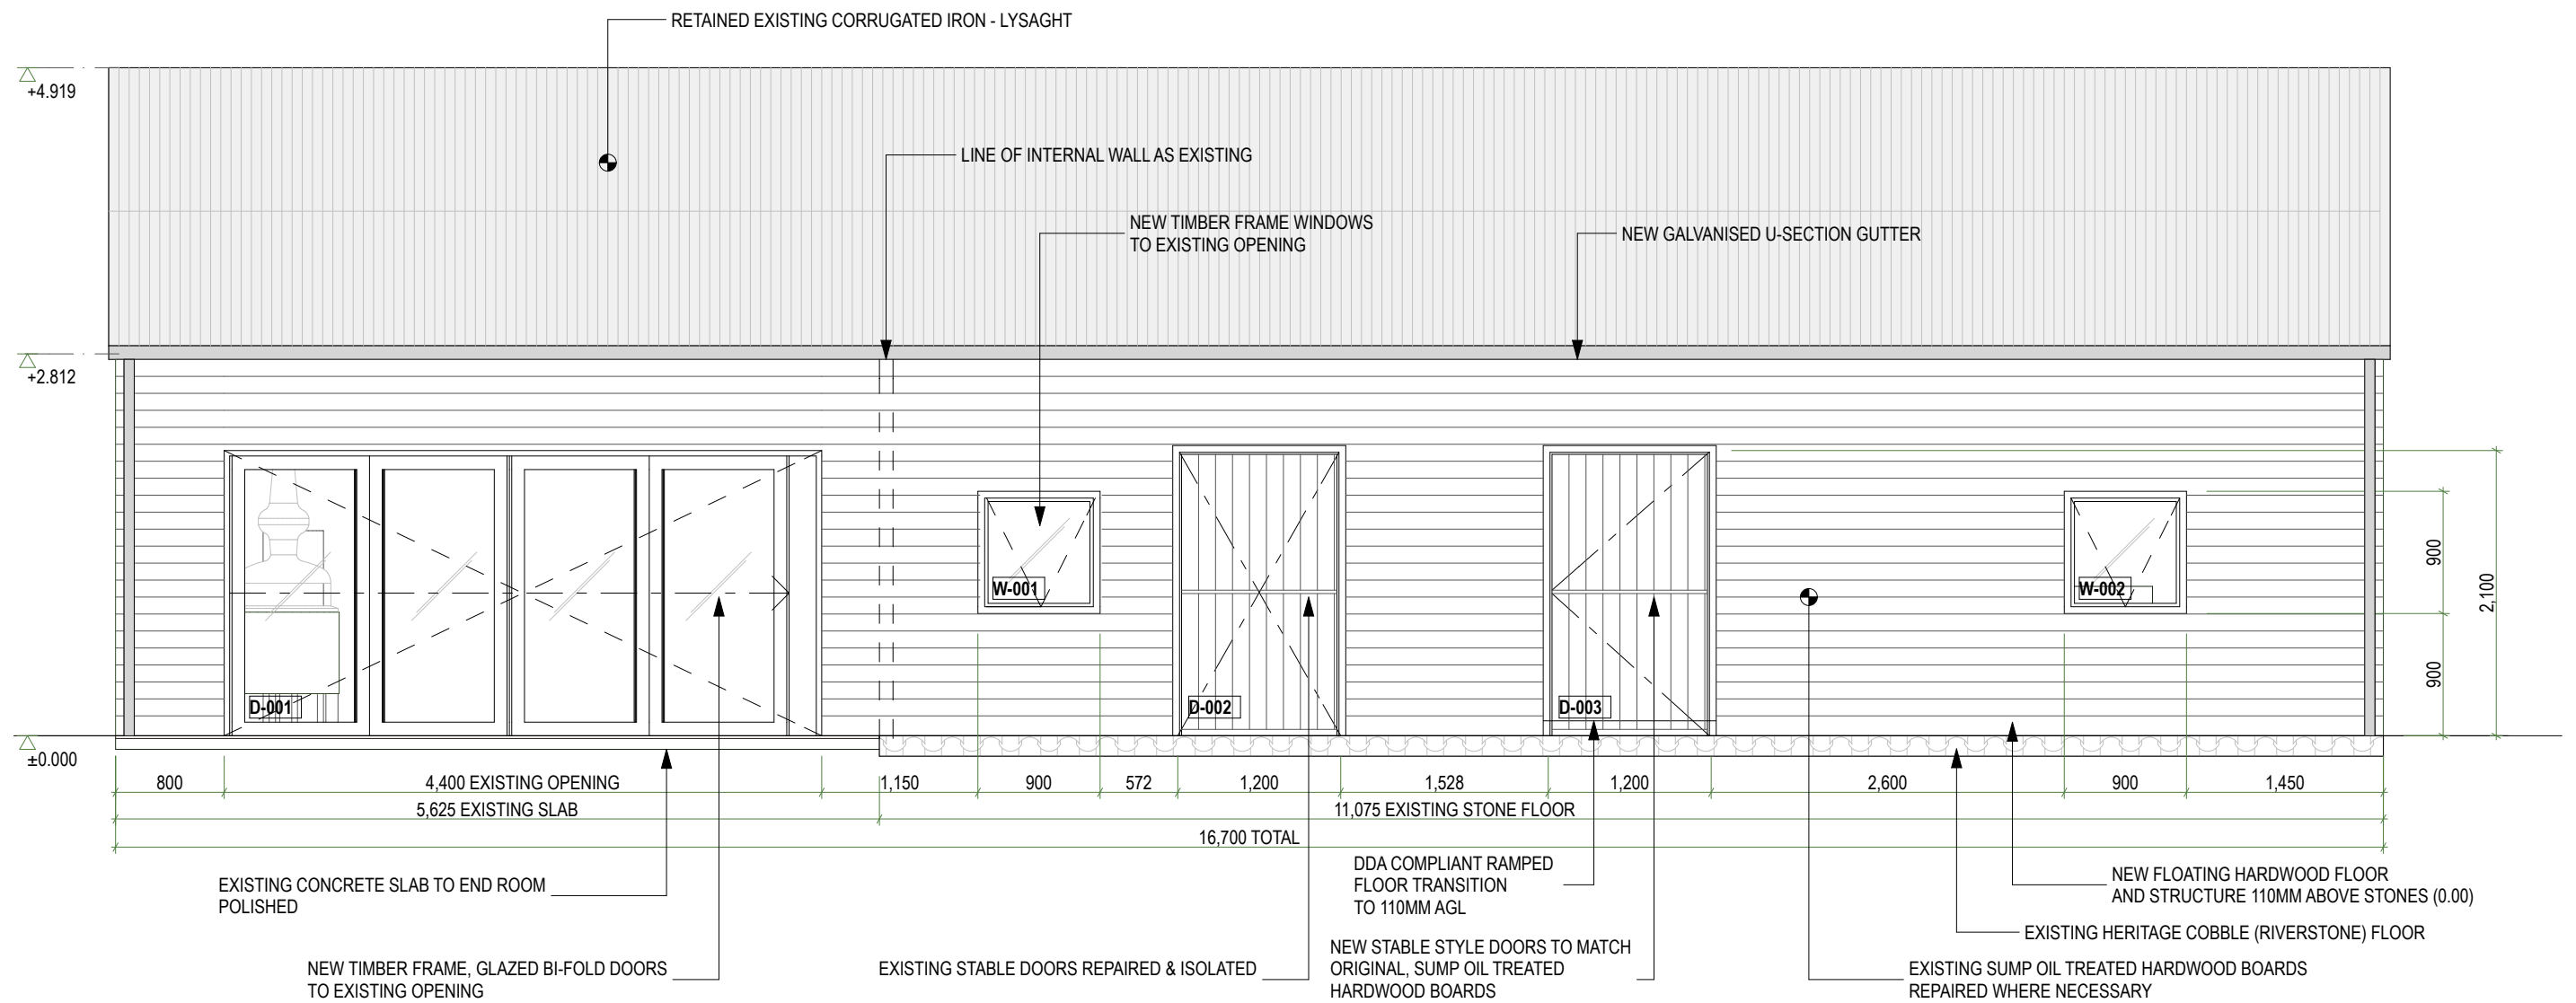 RETAINED EXISTING CORRUGATED IRON - LYSAGHT
+4.919
LINE OF INTERNAL WALL AS EXISTING
NEW TIMBER FRAME WINDOWS
TO EXISTING OPENING
NEW GALVANISED U-SECTION GUTTER
+2.812
900
2,100
W-001
W-002
900
D-001
D-002
D-003
±0.000
800
4,400 EXISTING OPENING
1,150
900
572
1,200
1,528
1,200
2,600
900
1,450
5,625 EXISTING SLAB
11,075 EXISTING STONE FLOOR
16,700 TOTAL
EXISTING CONCRETE SLAB TO END ROOM
POLISHED
DDA COMPLIANT RAMPED
FLOOR TRANSITION
TO 110MM AGL
NEW FLOATING HARDWOOD FLOOR
AND STRUCTURE 110MM ABOVE STONES (0.00)
EXISTING HERITAGE COBBLE (RIVERSTONE) FLOOR
NEW TIMBER FRAME, GLAZED BI-FOLD DOORS
TO EXISTING OPENING
EXISTING STABLE DOORS REPAIRED & ISOLATED
NEW STABLE STYLE DOORS TO MATCH
ORIGINAL, SUMP OIL TREATED
HARDWOOD BOARDS
EXISTING SUMP OIL TREATED HARDWOOD BOARDS
REPAIRED WHERE NECESSARY